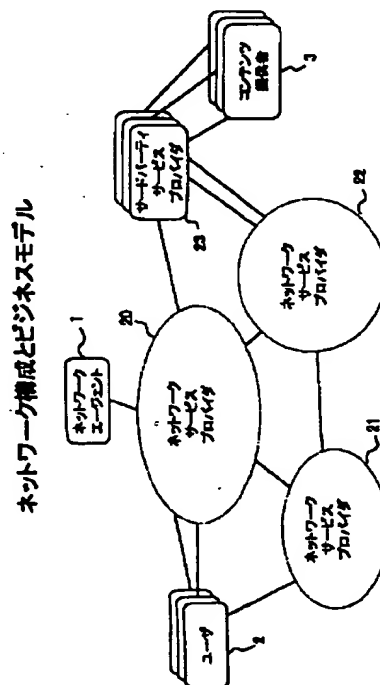 ネットワーク構成とビジネスモデル
1
ネットワーク
エージェント
20
ネットワーク
サービス
プロバイダ
サードパーティ
サービス
プロバイダ
23
コンテンツ
提供者
3
ユーザ
2
ネットワーク
サービス
プロバイダ
21
ネットワーク
サービス
プロバイダ
22